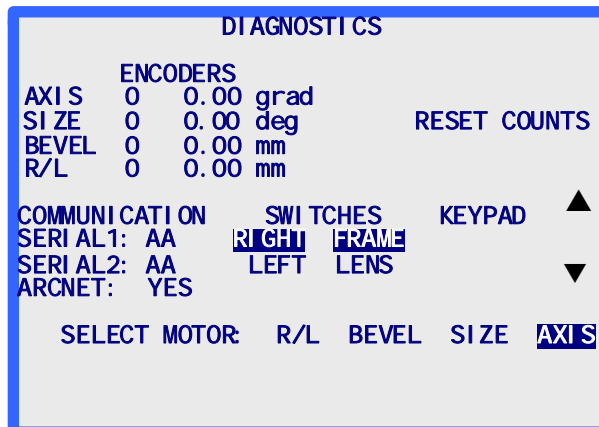 DIAGNOSTICS
ENCODERS
AXIS 0 0.00 grad
SIZE 0 0.00 deg RESET COUNTS
BEVEL 0 0.00 mm
R/L 0 0.00 mm
COMMUNICATION SWITCHES KEYPAD
SERIAL1: AA RIGHT FRAME
SERIAL2: AA LEFT LENS
ARCNET: YES
SELECT MOTOR: R/L BEVEL SIZE AXIS